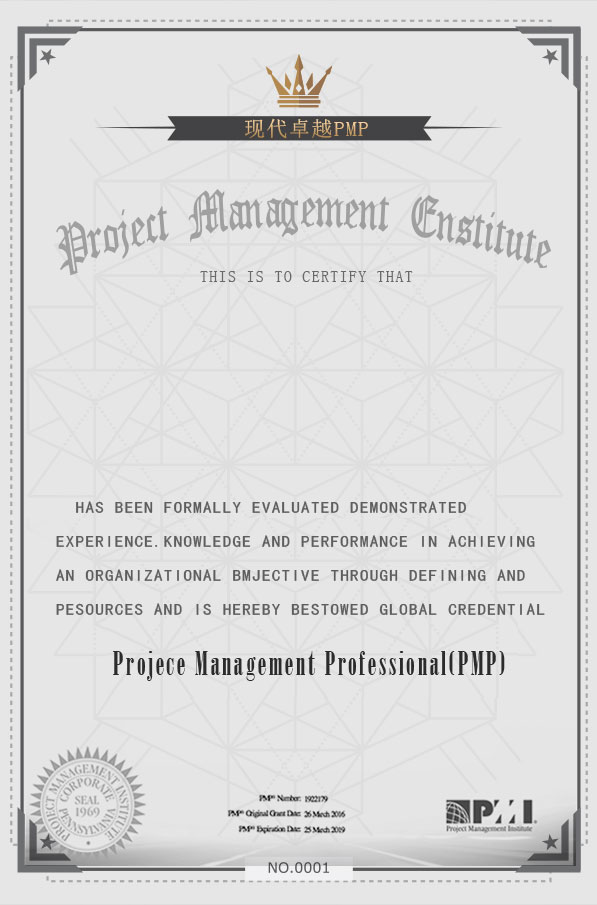 现代卓越PMP
Project Management Enstitute
THIS IS TO CERTIFY THAT
HAS BEEN FORMALLY EVALUATED DEMONSTRATED
EXPERIENCE.KNOWLEDGE AND PERFORMANCE IN ACHIEVING
AN ORGANIZATIONAL BMJECTIVE THROUGH DEFINING AND
PESOURCES AND IS HEREBY BESTOWED GLOBAL CREDENTIAL
Projece Management Professional(PMP)
PROJECT MANAGEMENT INSTITUTE
CORPORATE
SEAL
1969
PENNSYLVANIA
PMP® Number: 1922179
PMP® Original Grant Date: 26 Mech 2016
PMP® Expiration Date: 25 Mech 2019
PMI®
Project Management Institute
NO.0001